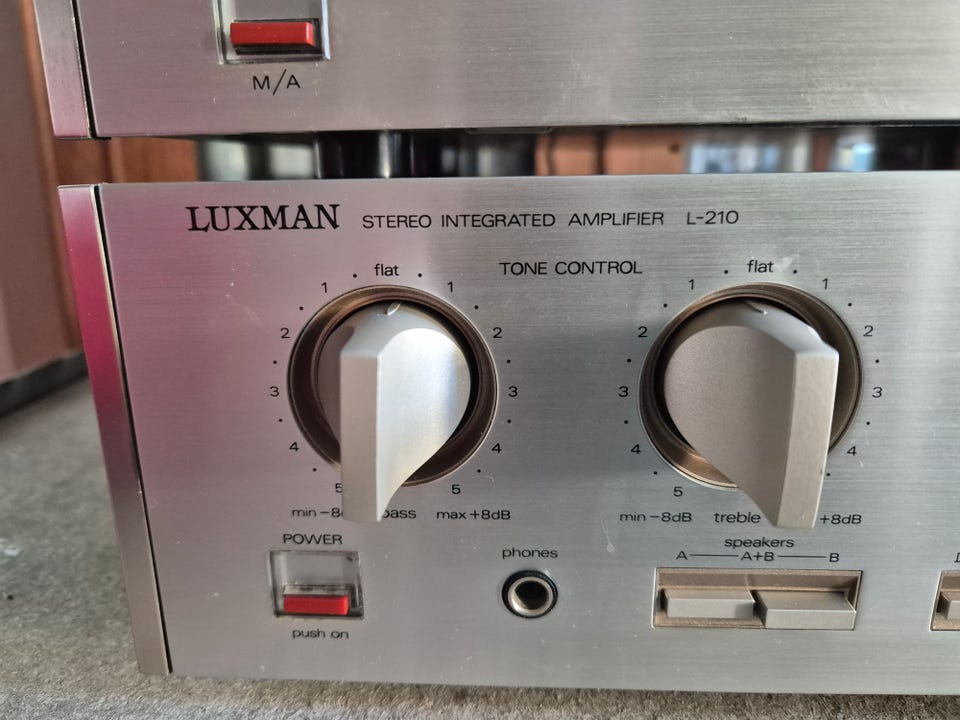 M/A
LUXMAN STEREO INTEGRATED AMPLIFIER L-210
TONE CONTROL
flat
1 1
2 2
3 3
4 4
5 5
min -8 bass max +8dB
flat
1 1
2 2
3 3
4 4
5
min -8dB treble +8dB
POWER
push on
phones
speakers
A A+B B